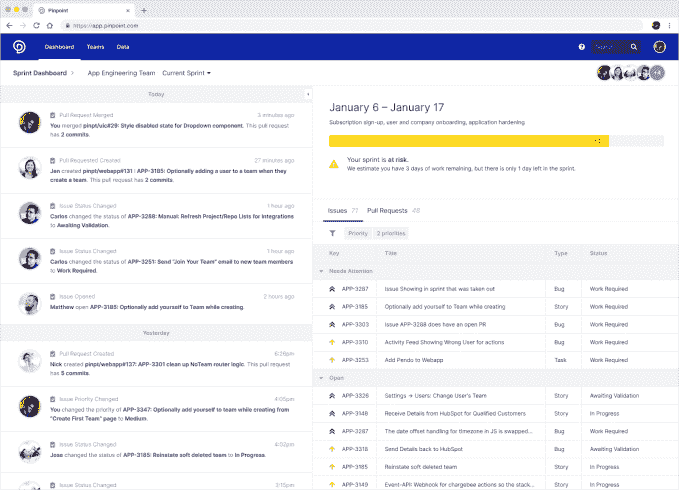 Pinpoint
https://app.pinpoint.com
Dashboard Teams Data
Sprint Dashboard > App Engineering Team Current Sprint
Today
Pull Request Merged 3 minutes ago
You merged pinpt/uic#29: Style disabled state for Dropdown component. This pull request
has 2 commits.
Pull Requested Created 27 minutes ago
Jen created pinpt/webapp#131 | APP-3185: Optionally adding a user to a team when they
create a team. This pull request has 2 commits.
Issue Status Changed 1 hour ago
Carlos changed the status of APP-3288: Manual: Refresh Project/Repo Lists for Integrations
to Awaiting Validation.
Issue Status Changed 1 hour ago
Carlos changed the status of APP-3251: Send "Join Your Team" email to new team members
to Work Required.
Issue Opened 2 hours ago
Matthew open APP-3185: Optionally add yourself to Team while creating.
Yesterday
Pull Request Created 6:26pm
Nick created pinpt/webapp#137: APP-3301 clean up NoTeam router logic. This pull request
has 5 commits.
Issue Priority Changed 4:05pm
You changed the priority of APP-3347: Optionally add yourself to team while creating from
"Create First Team" page to Medium.
Issue Status Changed 4:02pm
Jose changed the status of APP-3185: Reinstate soft deleted team to In Progress.
Issue Status Changed 3:15pm
January 6 – January 17
Subscription sign-up, user and company onboarding, application hardening.
Your sprint is at risk.
We estimate you have 3 days of work remaining, but there is only 1 day left in the sprint.
Issues 71 Pull Requests 48
Priority 2 priorities
Key Title Type Status
Needs Attention
APP-3287 Issue Showing in sprint that was taken out Bug Work Required
APP-3185 Optionally add yourself to Team while creating Story Work Required
APP-3303 Issue APP-3288 does have an open PR Bug Work Required
APP-3310 Activity Feed Showing Wrong User for actions Bug Work Required
APP-3253 Add Pendo to Webapp Task Work Required
Open
APP-3326 Settings → Users: Change User's Team Story Awaiting Validation
APP-3148 Receive Details from HubSpot for Qualified Customers Story In Progress
APP-3287 The date offset handling for timezone in JS is swapped... Bug Work Required
APP-3318 Send Details back to HubSpot Bug Awaiting Validation
APP-3185 Reinstate soft deleted team Story In Progress
APP-3149 Event-API: Webhook for chargebee actions so the stack... Story In Progress